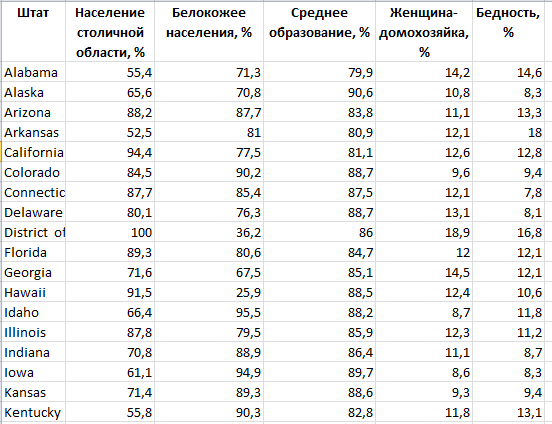 Штат Население столичной области, % Белокожее населения, % Среднее образование, % Женщина-домохозяйка, % Бедность, %
Alabama 55,4 71,3 79,9 14,2 14,6
Alaska 65,6 70,8 90,6 10,8 8,3
Arizona 88,2 87,7 83,8 11,1 13,3
Arkansas 52,5 81 80,9 12,1 18
California 94,4 77,5 81,1 12,6 12,8
Colorado 84,5 90,2 88,7 9,6 9,4
Connectic 87,7 85,4 87,5 12,1 7,8
Delaware 80,1 76,3 88,7 13,1 8,1
District of 100 36,2 86 18,9 16,8
Florida 89,3 80,6 84,7 12 12,1
Georgia 71,6 67,5 85,1 14,5 12,1
Hawaii 91,5 25,9 88,5 12,4 10,6
Idaho 66,4 95,5 88,2 8,7 11,8
Illinois 87,8 79,5 85,9 12,3 11,2
Indiana 70,8 88,9 86,4 11,1 8,7
Iowa 61,1 94,9 89,7 8,6 8,3
Kansas 71,4 89,3 88,6 9,3 9,4
Kentucky 55,8 90,3 82,8 11,8 13,1